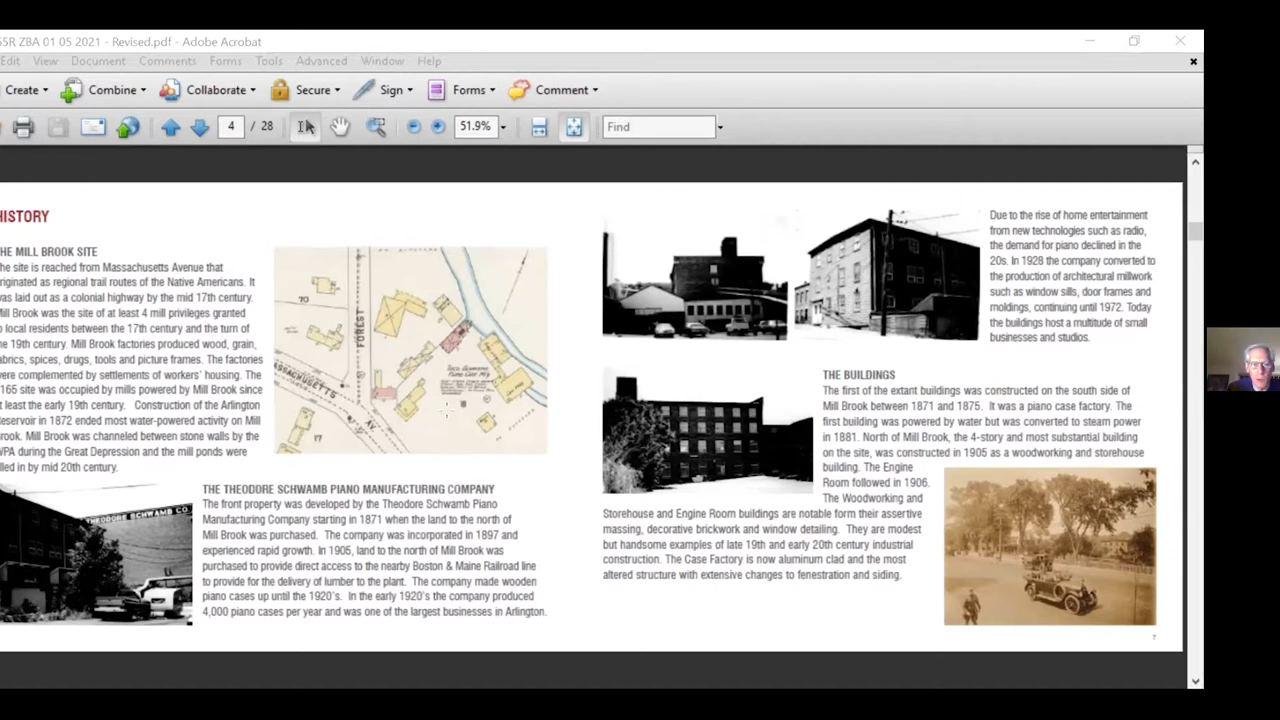 5R ZBA 01 05 2021 - Revised.pdf - Adobe Acrobat
Edit View Document Comments Forms Tools Advanced Window Help
Create Combine Collaborate Secure Sign Forms Comment
4 / 28 51.9% Find
HISTORY
HE MILL BROOK SITE
he site is reached from Massachusetts Avenue that
riginated as regional trail routes of the Native Americans. It
was laid out as a colonial highway by the mid 17th century.
Mill Brook was the site of at least 4 mill privileges granted
o local residents between the 17th century and the turn of
he 19th century. Mill Brook factories produced wood, grain,
abrics, spices, drugs, tools and picture frames. The factories
were complemented by settlements of workers' housing. The
165 site was occupied by mills powered by Mill Brook since
t least the early 19th century. Construction of the Arlington
eservoir in 1872 ended most water-powered activity on Mill
rook. Mill Brook was channeled between stone walls by the
WPA during the Great Depression and the mill ponds were
lled in by mid 20th century.
FOREST
MASSACHUSETTS
AV.
70
17
THEODORE SCHWAMB CO.
THE THEODORE SCHWAMB PIANO MANUFACTURING COMPANY
The front property was developed by the Theodore Schwamb Piano
Manufacturing Company starting in 1871 when the land to the north of
Mill Brook was purchased. The company was incorporated in 1897 and
experienced rapid growth. In 1905, land to the north of Mill Brook was
purchased to provide direct access to the nearby Boston & Maine Railroad line
to provide for the delivery of lumber to the plant. The company made wooden
piano cases up until the 1920's. In the early 1920's the company produced
4,000 piano cases per year and was one of the largest businesses in Arlington.
Due to the rise of home entertainment
from new technologies such as radio,
the demand for piano declined in the
20s. In 1928 the company converted to
the production of architectural millwork
such as window sills, door frames and
moldings, continuing until 1972. Today
the buildings host a multitude of small
businesses and studios.
THE BUILDINGS
The first of the extant buildings was constructed on the south side of
Mill Brook between 1871 and 1875. It was a piano case factory. The
first building was powered by water but was converted to steam power
in 1881. North of Mill Brook, the 4-story and most substantial building
on the site, was constructed in 1905 as a woodworking and storehouse
building. The Engine
Room followed in 1906.
The Woodworking and
Storehouse and Engine Room buildings are notable form their assertive
massing, decorative brickwork and window detailing. They are modest
but handsome examples of late 19th and early 20th century industrial
construction. The Case Factory is now aluminum clad and the most
altered structure with extensive changes to fenestration and siding.
7